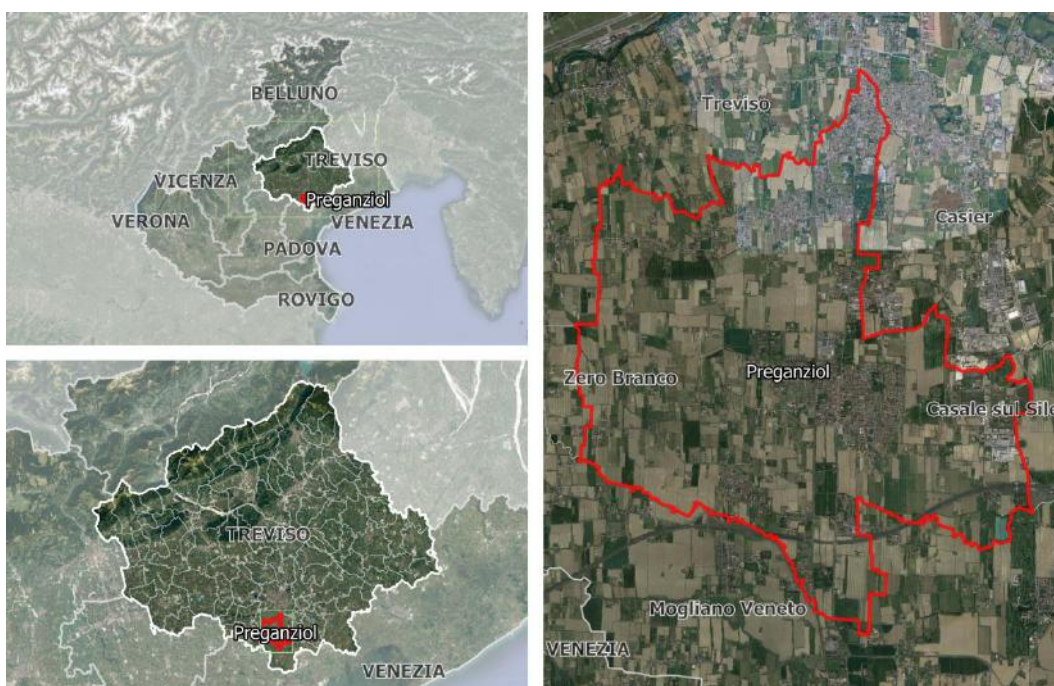 BELLUNO
TREVISO
VICENZA
Preganziol
VERONA
VENEZIA
PADOVA
ROVIGO
TREVISO
Preganziol
VENEZIA
Treviso
Casier
Zero Branco
Preganziol
Casale sul Sile
Mogliano Veneto
VENEZIA